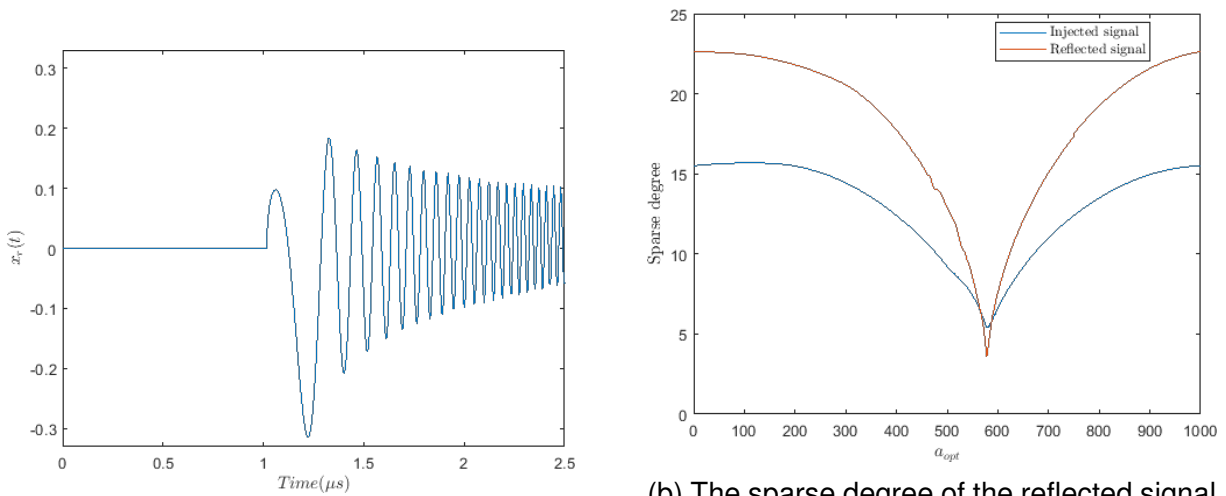 0.3
0.2
0.1
0
-0.1
-0.2
-0.3
x_r(t)
0 0.5 1 1.5 2 2.5
Time(μs)
25
20
15
10
5
0
Sparse degree
Injected signal
Reflected signal
0 100 200 300 400 500 600 700 800 900 1000
a_{opt}
(b) The sparse degree of the reflected signal